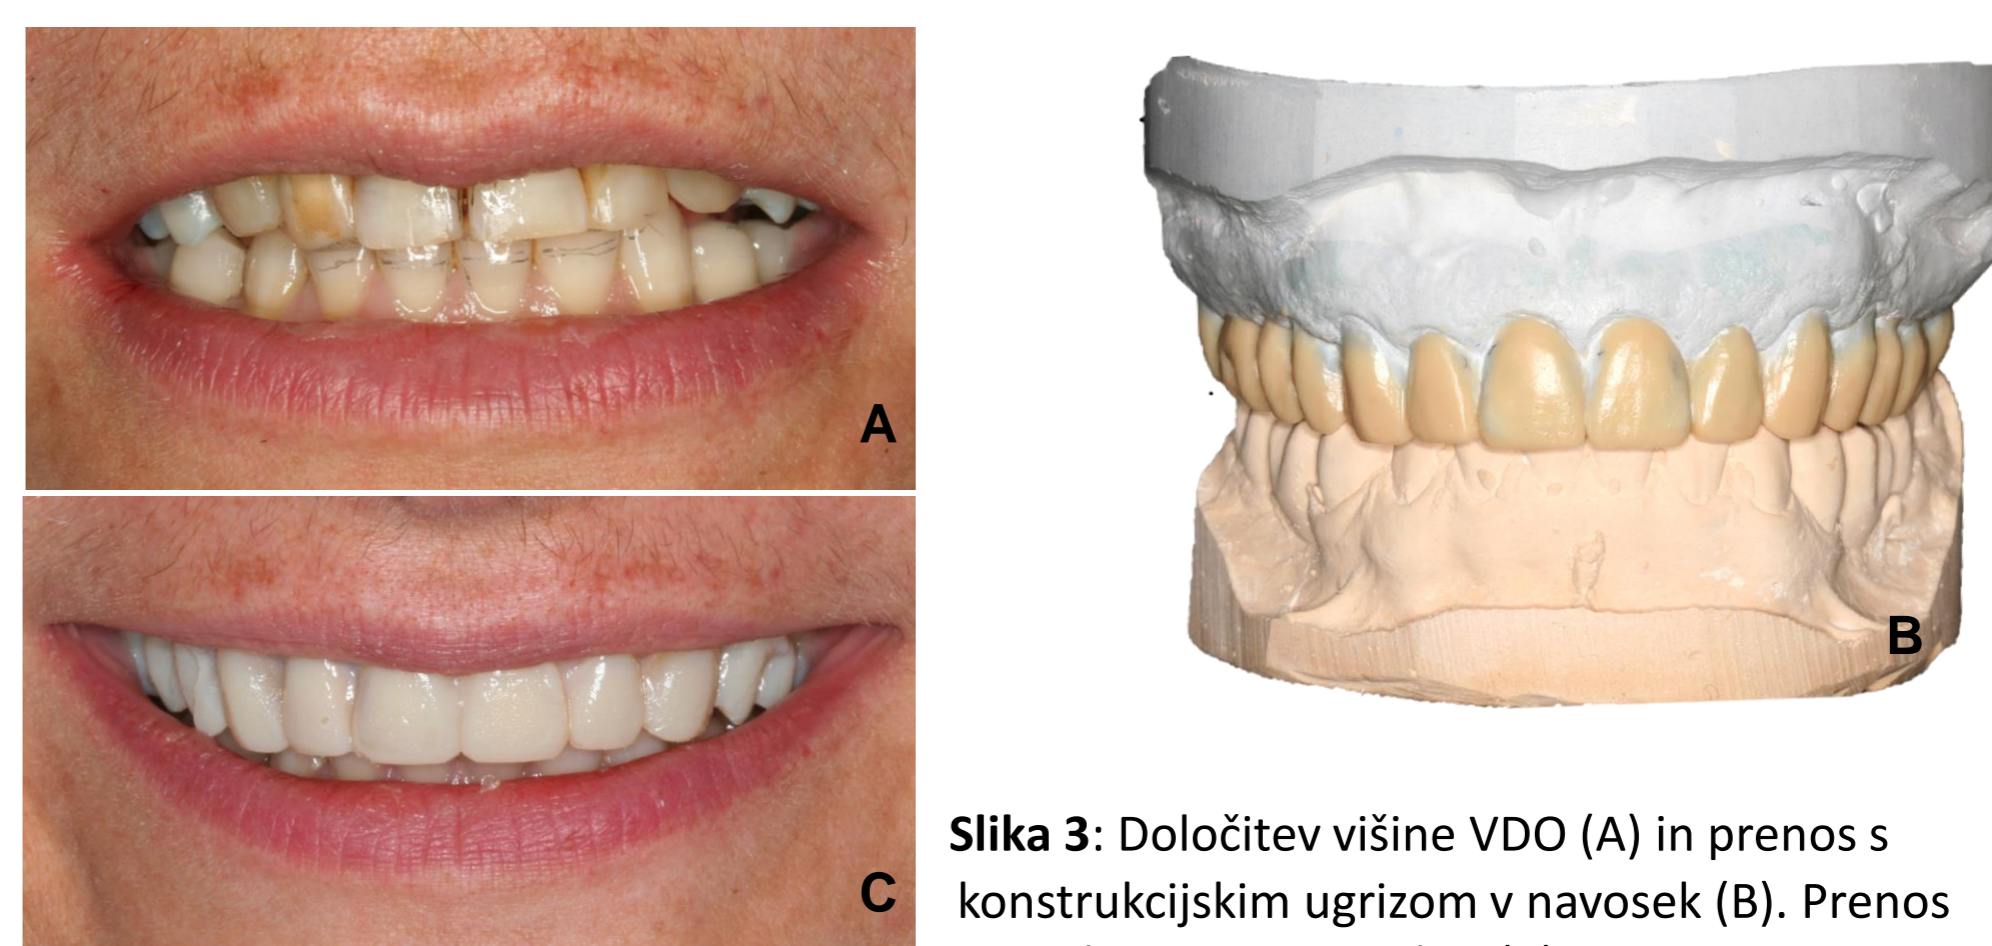 A
B
C
Slika 3: Določitev višine VDO (A) in prenos s
konstrukcijskim ugrizom v navosek (B). Prenos